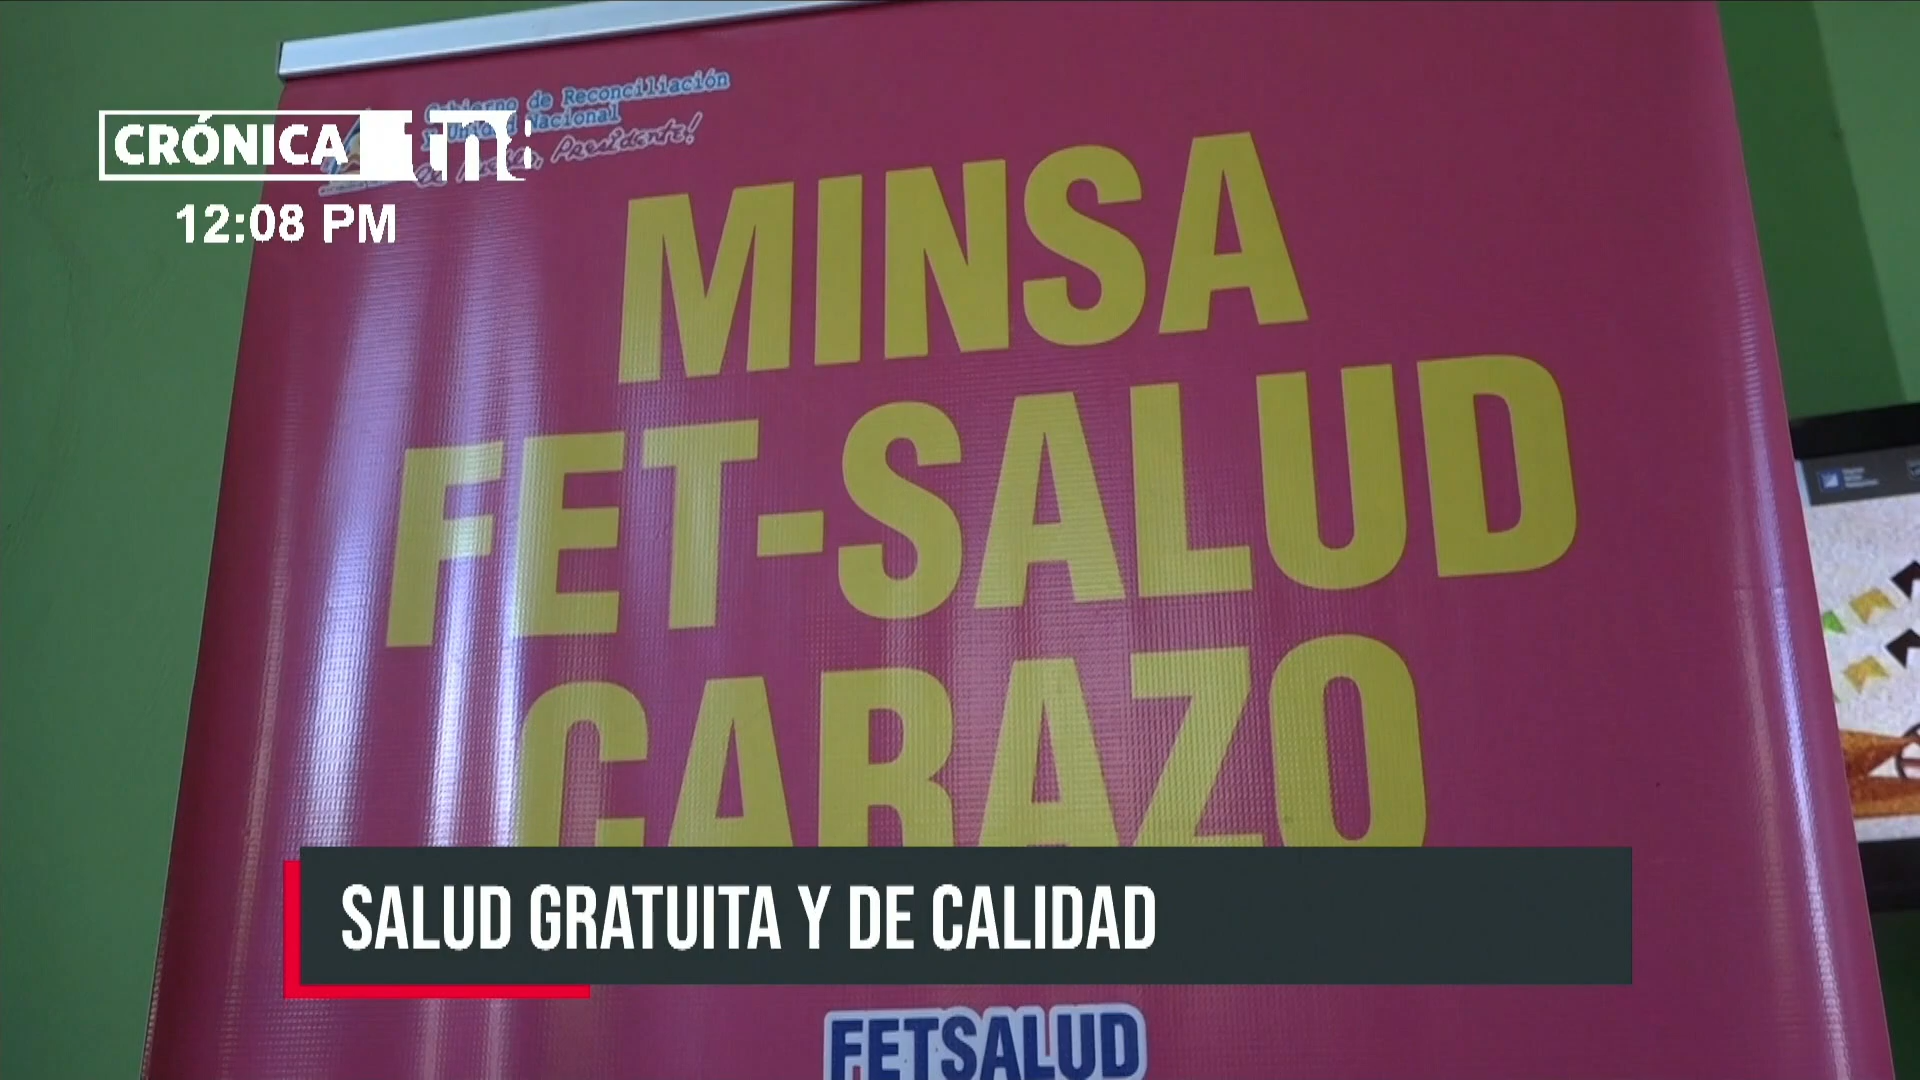 Gobierno de Reconciliación
y Unidad Nacional
Presidente!
CRÓNICA
12:08 PM
MINSA
FET-SALUD
CARAZO
SALUD GRATUITA Y DE CALIDAD
FETSALUD